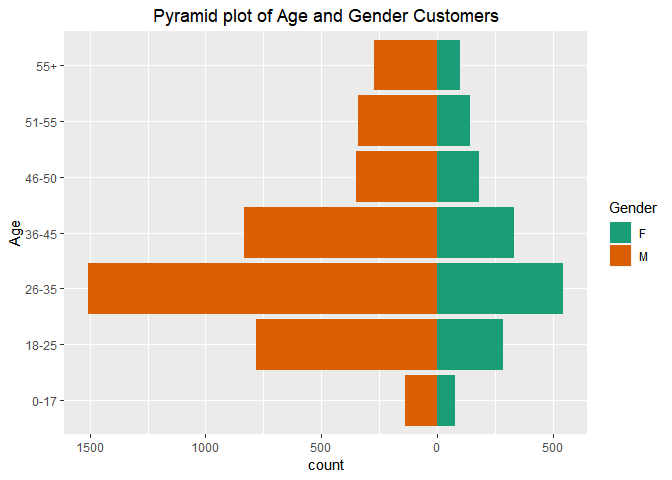 Pyramid plot of Age and Gender Customers
Age
55+
51-55
46-50
36-45
26-35
18-25
0-17
1500 1000 500 0 500
count
Gender
F
M